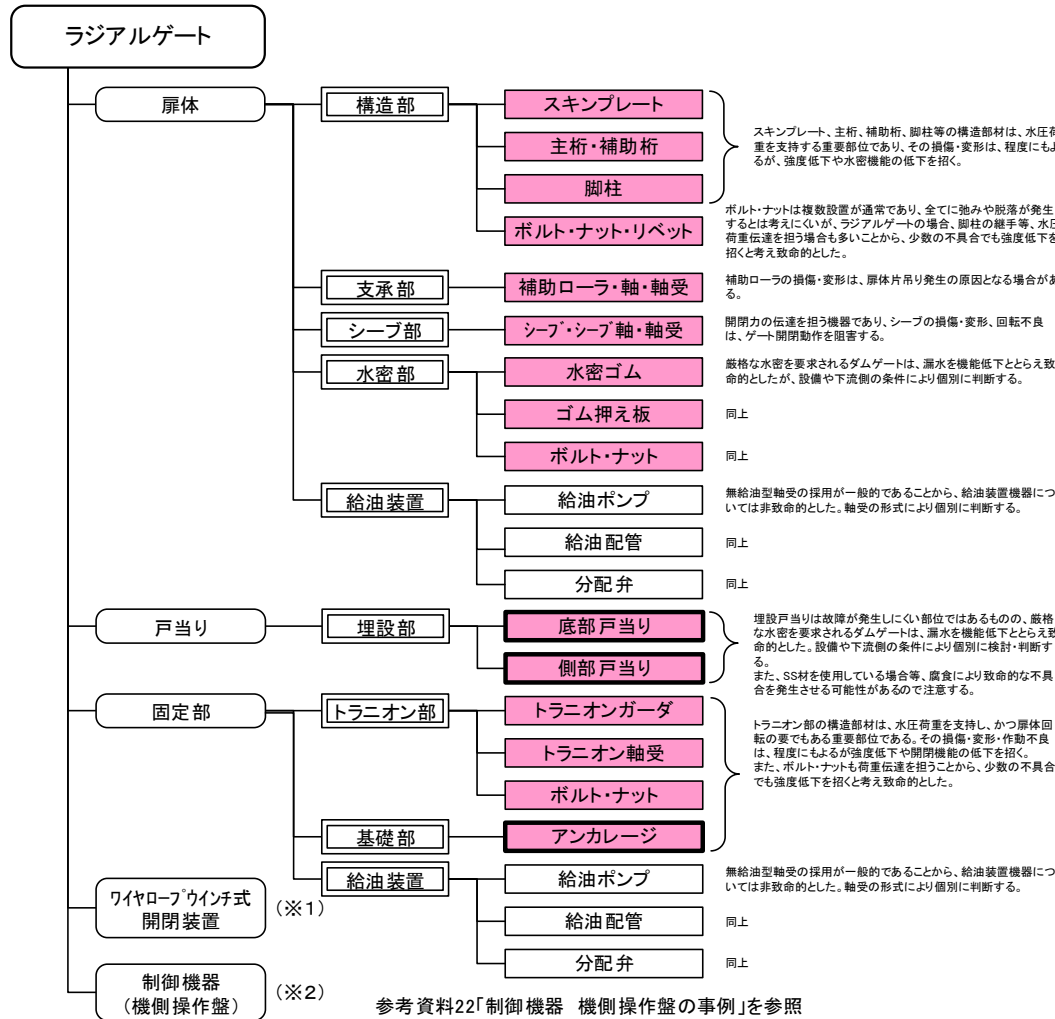 ラジアルゲート
扉体
構造部
スキンプレート
主桁・補助桁
脚柱
ボルト・ナット・リベット
スキンプレート、主桁、補助桁、脚柱等の構造部材は、水圧荷
重を支持する重要部位であり、その損傷・変形は、程度にもよ
るが、強度低下や水密機能の低下を招く。
ボルト・ナットは複数設置が通常であり、全てに弛みや脱落が発生
するとは考えにくいが、ラジアルゲートの場合、脚柱の継手等、水圧
荷重伝達を担う場合も多いことから、少数の不具合でも強度低下を
招くと考え致命的とした。
支承部
補助ローラ・軸・軸受
補助ローラの損傷・変形は、扉体片吊り発生の原因となる場合があ
る。
シーブ部
シーブ・シーブ軸・軸受
開閉力の伝達を担う機器であり、シーブの損傷・変形、回転不良
は、ゲート開閉動作を阻害する。
水密部
水密ゴム
厳格な水密を要求されるダムゲートは、漏水を機能低下ととらえ致
命的としたが、設備や下流側の条件により個別に判断する。
ゴム押え板
同上
ボルト・ナット
同上
給油装置
給油ポンプ
無給油型軸受の採用が一般的であることから、給油装置機器につ
いては非致命的とした。軸受の形式により個別に判断する。
給油配管
同上
分配弁
同上
戸当り
埋設部
底部戸当り
側部戸当り
埋設戸当りは故障が発生しにくい部位ではあるものの、厳格
な水密を要求されるダムゲートは、漏水を機能低下ととらえ致
命的とした。設備や下流側の条件により個別に検討・判断す
る。
また、SS材を使用している場合等、腐食により致命的な不具
合を発生させる可能性があるので注意する。
固定部
トラニオン部
トラニオンガーダ
トラニオン軸受
ボルト・ナット
トラニオン部の構造部材は、水圧荷重を支持し、かつ扉体回
転の要でもある重要部位である。その損傷・変形・作動不良
は、程度にもよるが強度低下や開閉機能の低下を招く。
また、ボルト・ナットも荷重伝達を担うことから、少数の不具合
でも強度低下を招くと考え致命的とした。
基礎部
アンカレージ
給油装置
給油ポンプ
無給油型軸受の採用が一般的であることから、給油装置機器につ
いては非致命的とした。軸受の形式により個別に判断する。
給油配管
同上
分配弁
同上
ワイヤロープウインチ式
開閉装置
(※1)
制御機器
(機側操作盤)
(※2)
参考資料22「制御機器 機側操作盤の事例」を参照